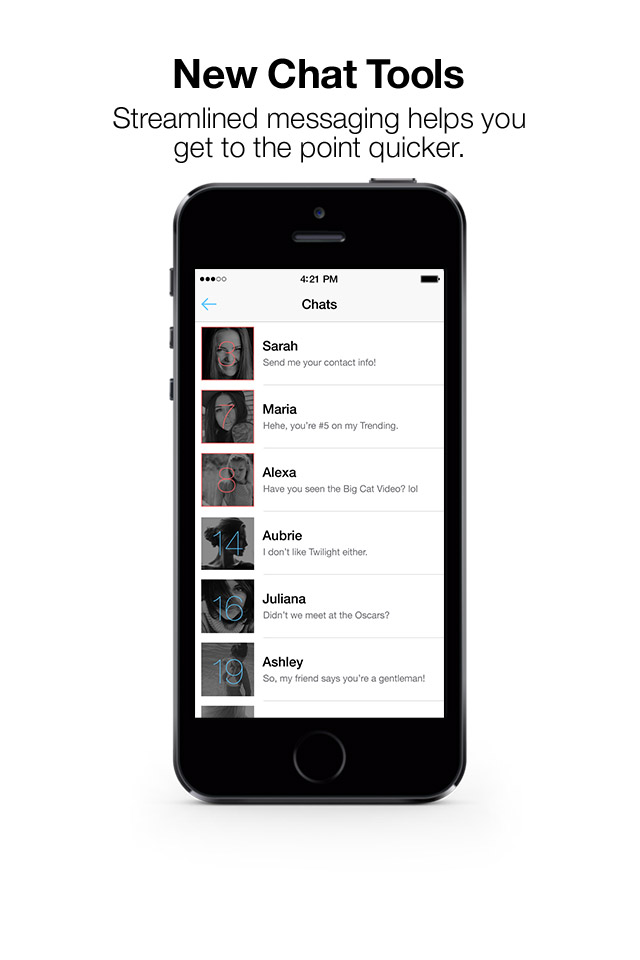 New Chat Tools
Streamlined messaging helps you
get to the point quicker.
4:21 PM
Chats
Sarah
Send me your contact info!
7
Maria
Hehe, you're #5 on my Trending.
8
Alexa
Have you seen the Big Cat Video? lol
14
Aubrie
I don't like Twilight either.
16
Juliana
Didn't we meet at the Oscars?
19
Ashley
So, my friend says you're a gentleman!